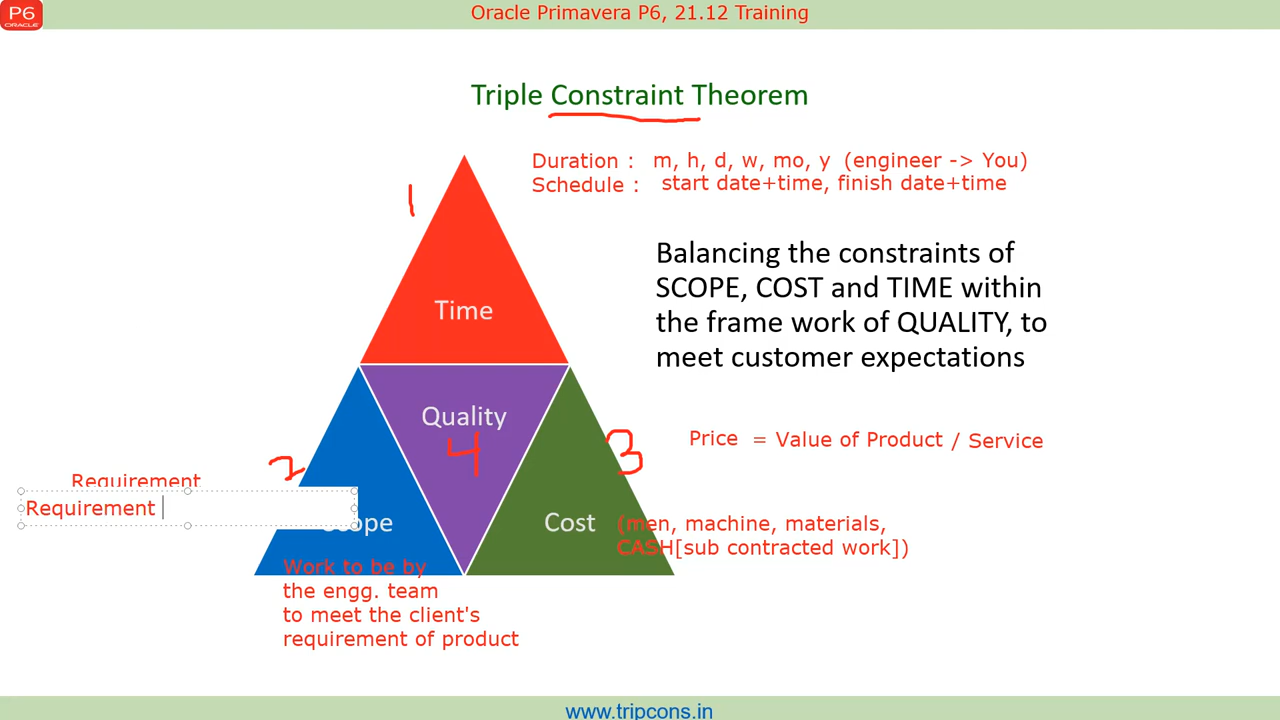 P6
ORACLE
Oracle Primavera P6, 21.12 Training
Triple Constraint Theorem
Duration : m, h, d, w, mo, y (engineer -> You)
Schedule : start date+time, finish date+time
1
Balancing the constraints of
SCOPE, COST and TIME within
the frame work of QUALITY, to
meet customer expectations
Time
Quality
4
3
2
Price = Value of Product / Service
Requirement
Requirement
Scope
Cost
(men, machine, materials,
CASH[sub contracted work])
Work to be by
the engg. team
to meet the client's
requirement of product
www.tripcons.in